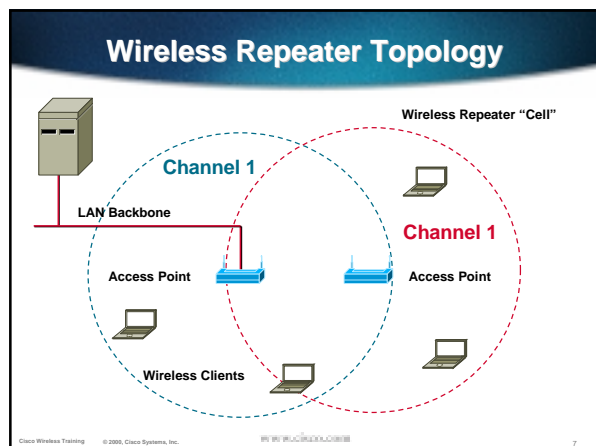 Wireless Repeater Topology
Wireless Repeater “Cell”
Channel 1
LAN Backbone
Channel 1
Access Point
Access Point
Wireless Clients
Cisco Wireless Training © 2000, Cisco Systems, Inc.
7